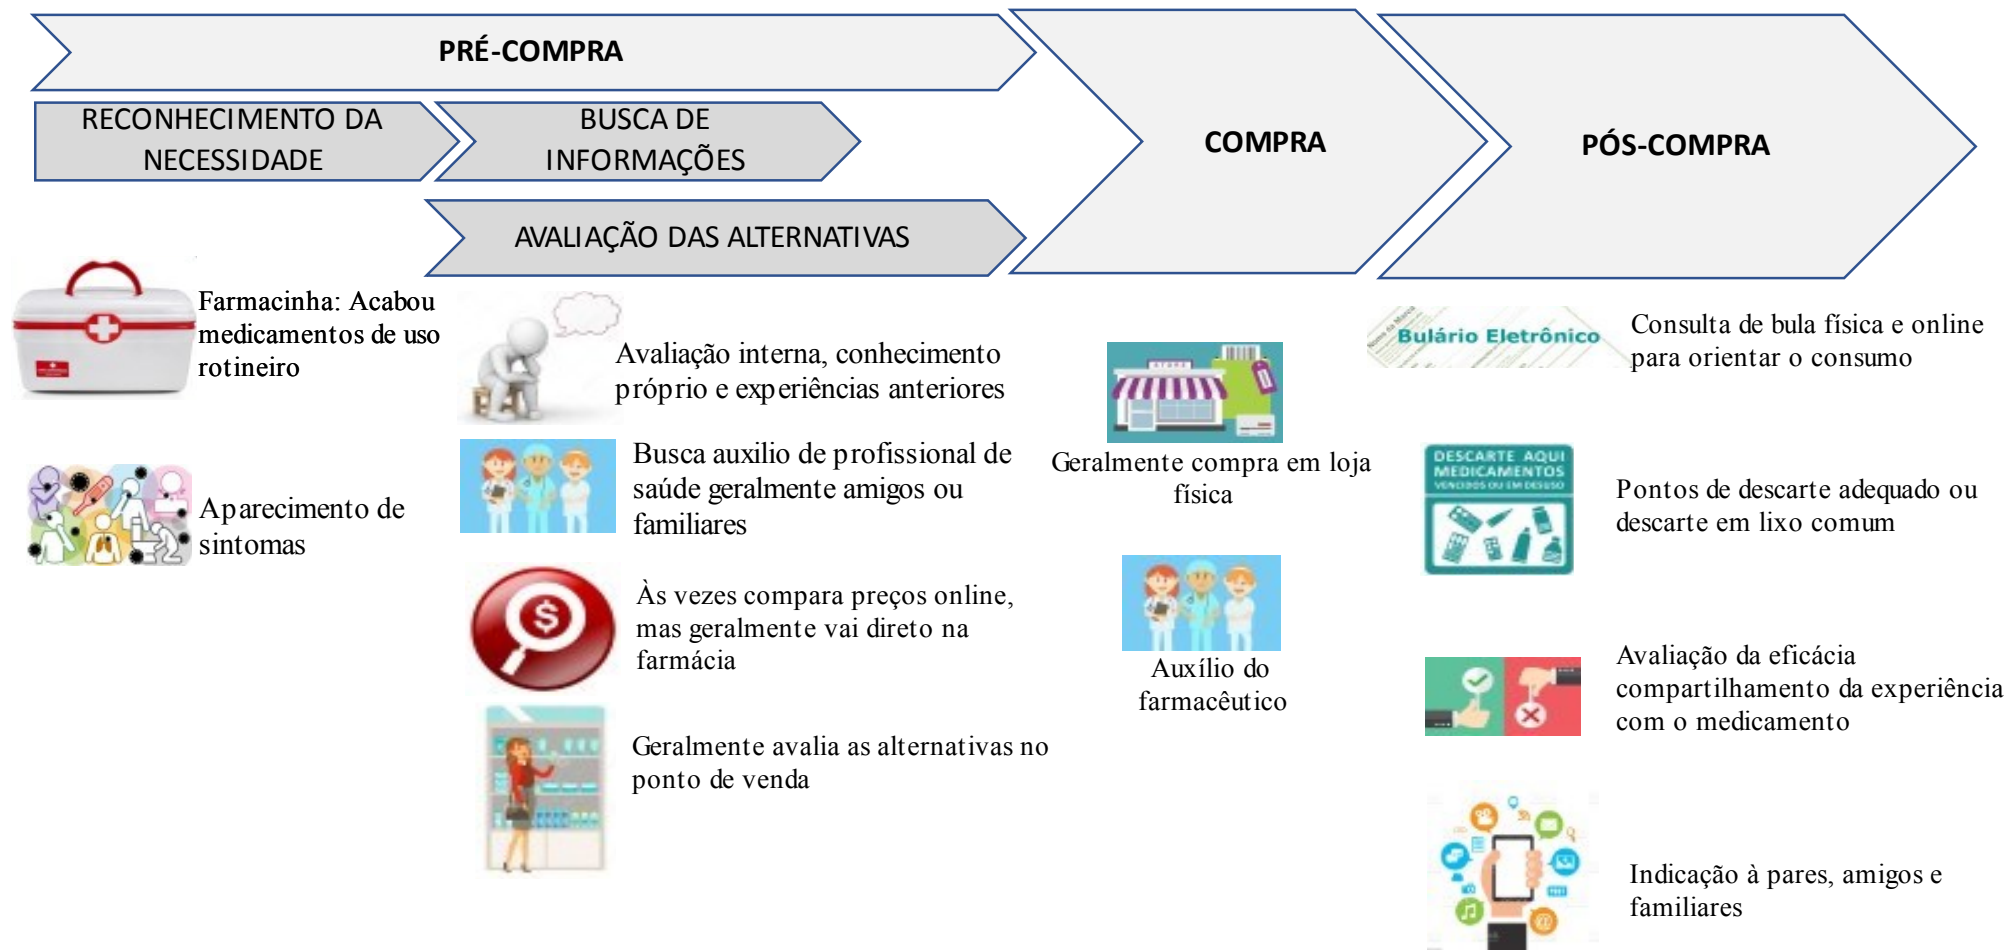 PRÉ-COMPRA
RECONHECIMENTO DA
NECESSIDADE
BUSCA DE
INFORMAÇÕES
AVALIAÇÃO DAS ALTERNATIVAS
COMPRA
PÓS-COMPRA
Farmacinha: Acabou
medicamentos de uso
rotineiro
Aparecimento de
sintomas
Avaliação interna, conhecimento
próprio e experiências anteriores
Busca auxilio de profissional de
saúde geralmente amigos ou
familiares
Às vezes compara preços online,
mas geralmente vai direto na
farmácia
Geralmente avalia as alternativas no
ponto de venda
STORE
Geralmente compra em loja
física
Auxílio do
farmacêutico
Bulário Eletrônico
Consulta de bula física e online
para orientar o consumo
DESCARTE AQUI
MEDICAMENTOS
VENCIDOS OU EM DESUSO
Pontos de descarte adequado ou
descarte em lixo comum
Avaliação da eficácia
compartilhamento da experiência
com o medicamento
Indicação à pares, amigos e
familiares